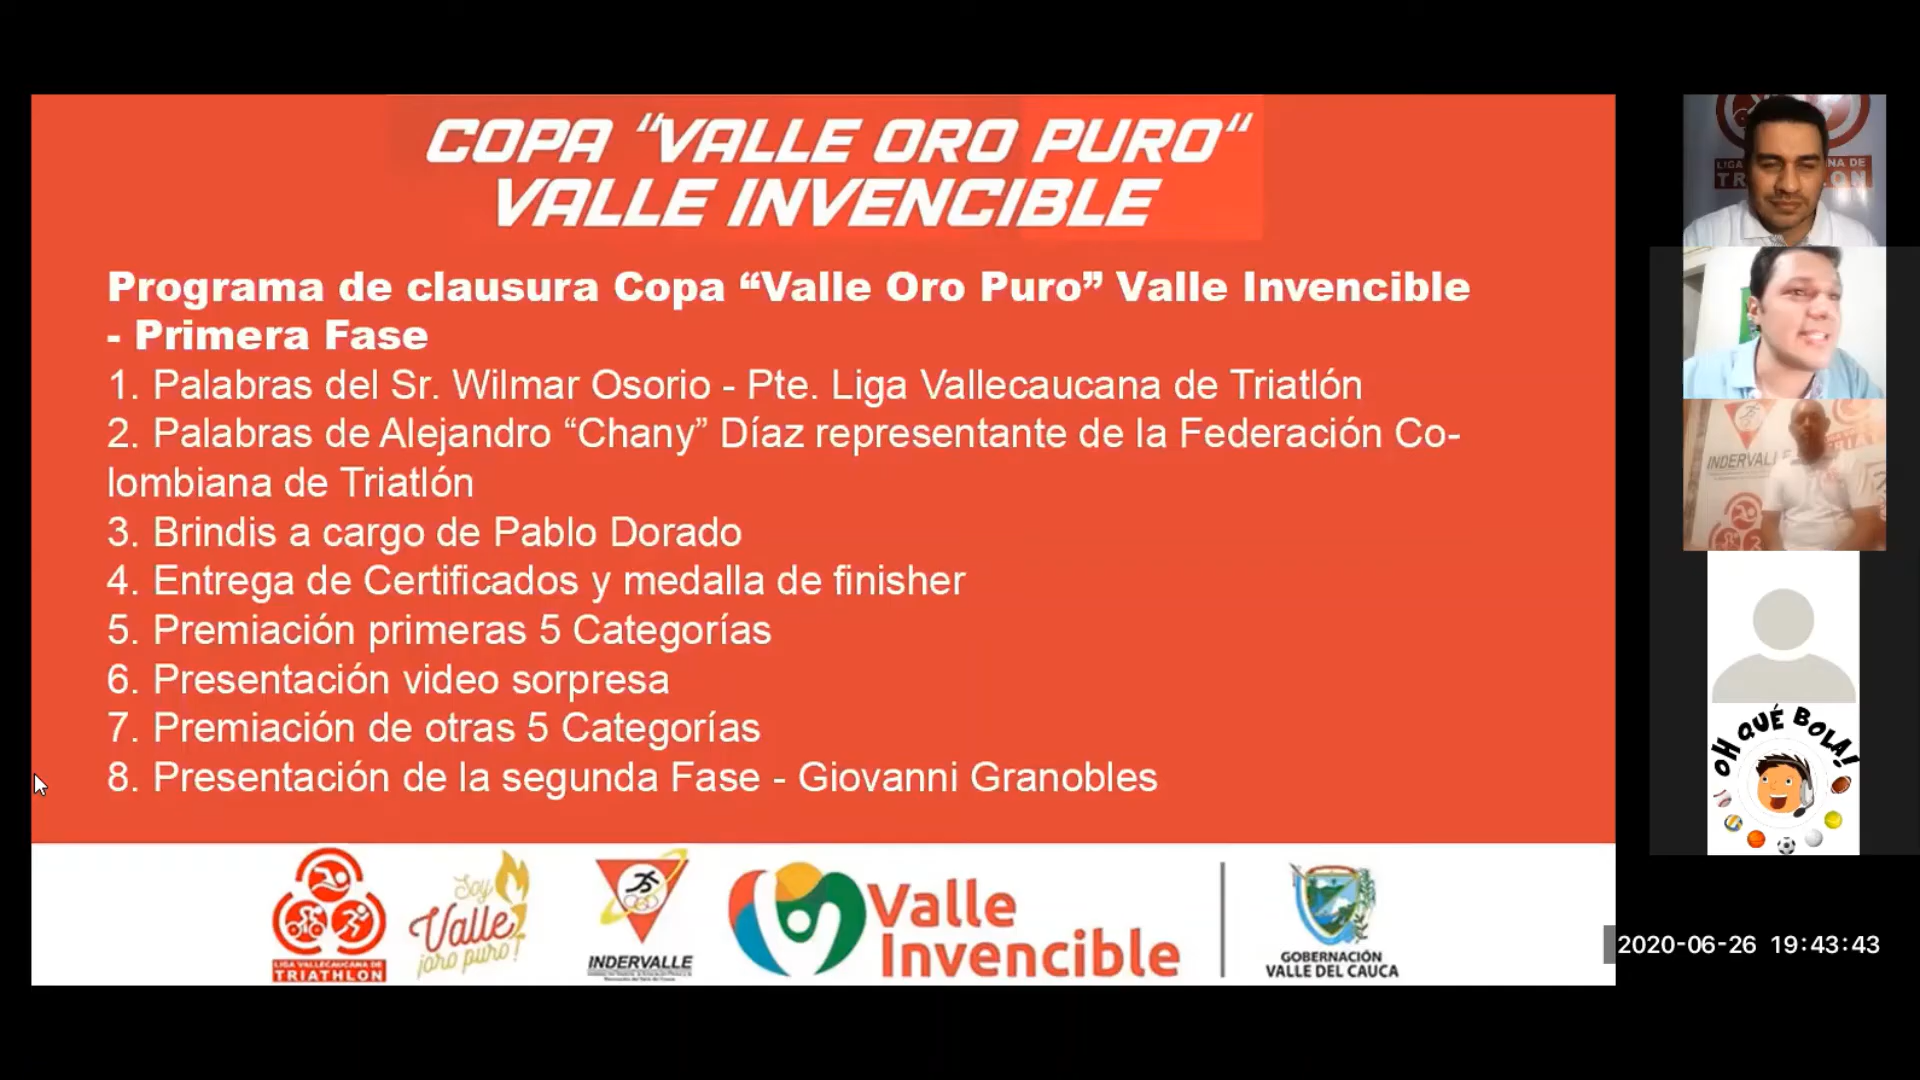 COPA “VALLE ORO PURO“
VALLE INVENCIBLE
Programa de clausura Copa “Valle Oro Puro” Valle Invencible
- Primera Fase
1. Palabras del Sr. Wilmar Osorio - Pte. Liga Vallecaucana de Triatlón
2. Palabras de Alejandro “Chany” Díaz representante de la Federación Co-
lombiana de Triatlón
3. Brindis a cargo de Pablo Dorado
4. Entrega de Certificados y medalla de finisher
5. Premiación primeras 5 Categorías
6. Presentación video sorpresa
7. Premiación de otras 5 Categorías
8. Presentación de la segunda Fase - Giovanni Granobles
LIGA VALLECAUCANA DE
TRIATHLON
Soy
Valle
¡oro puro!
INDERVALLE
Valle
Invencible
GOBERNACIÓN
VALLE DEL CAUCA
INDERVALLE
OH QUÉ BOLA!
2020-06-26 19:43:43